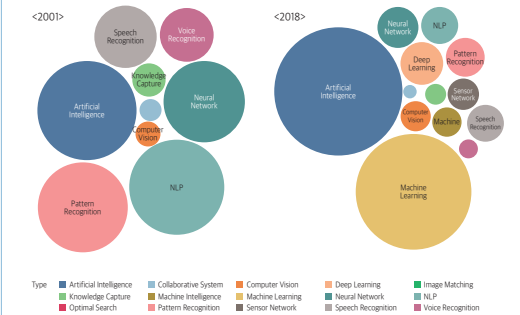 <2001>
Speech
Recognition
Voice
Recognition
Knowledge
Capture
Artificial
Intelligence
Neural
Network
Computer
Vision
NLP
Pattern
Recognition
<2018>
Neural
Network
NLP
Deep
Learning
Pattern
Recognition
Artificial
Intelligence
Sensor
Network
Computer
Vision
Machine
Speech
Recognition
Machine
Learning
Type Artificial Intelligence Collaborative System Computer Vision Deep Learning Image Matching
Knowledge Capture Machine Intelligence Machine Learning Neural Network NLP
Optimal Search Pattern Recognition Sensor Network Speech Recognition Voice Recognition